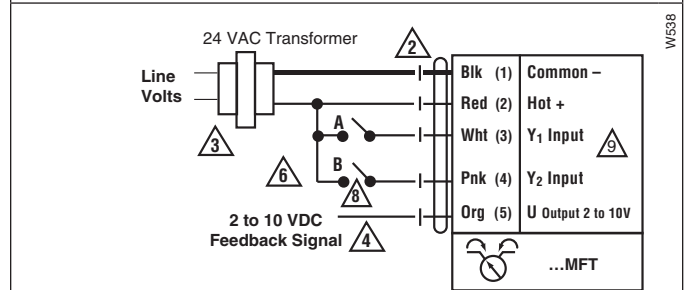 W538
24 VAC Transformer
2
Line
Volts
3
Blk (1) Common –
Red (2) Hot +
A
Wht (3) Y₁ Input
9
B
6
8
Pnk (4) Y₂ Input
Org (5) U Output 2 to 10V
2 to 10 VDC
Feedback Signal
4
...MFT